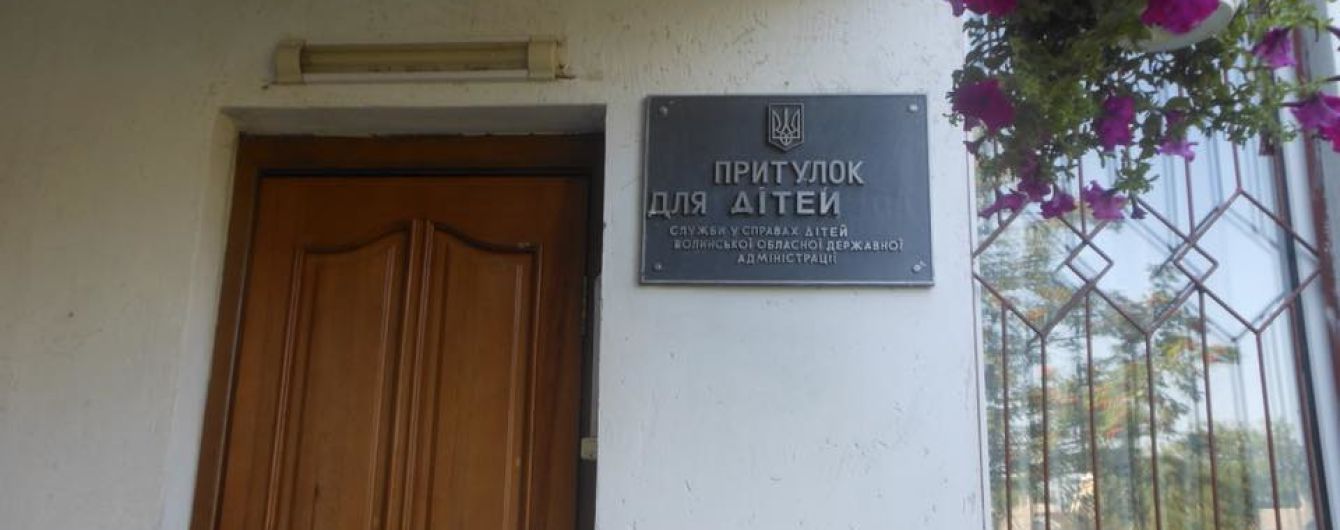 ПРИТУЛОК
ДЛЯ ДІТЕЙ
СЛУЖБИ У СПРАВАХ ДІТЕЙ
ВОЛИНСЬКОЇ ОБЛАСНОЇ ДЕРЖАВНОЇ
АДМІНІСТРАЦІЇ